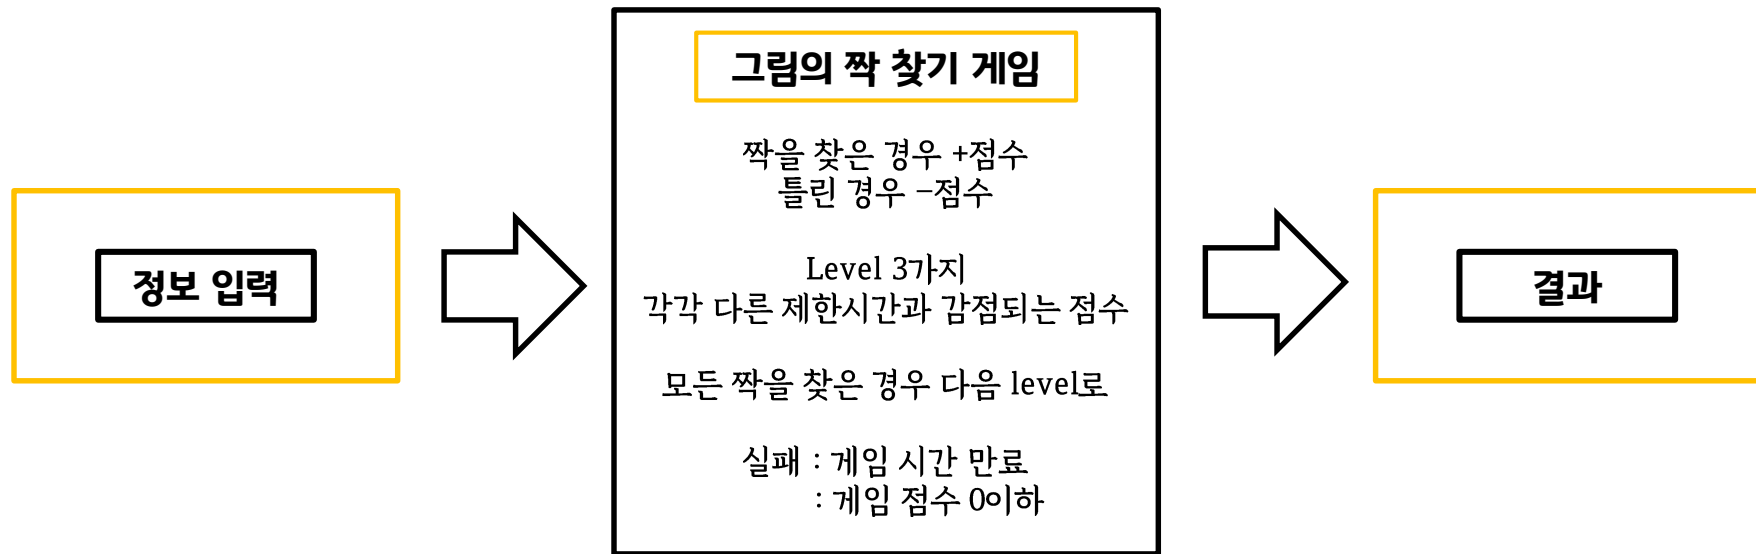 정보 입력
그림의 짝 찾기 게임
짝을 찾은 경우 +점수
틀린 경우 -점수
Level 3가지
각각 다른 제한시간과 감점되는 점수
모든 짝을 찾은 경우 다음 level로
실패 : 게임 시간 만료
: 게임 점수 0이하
결과